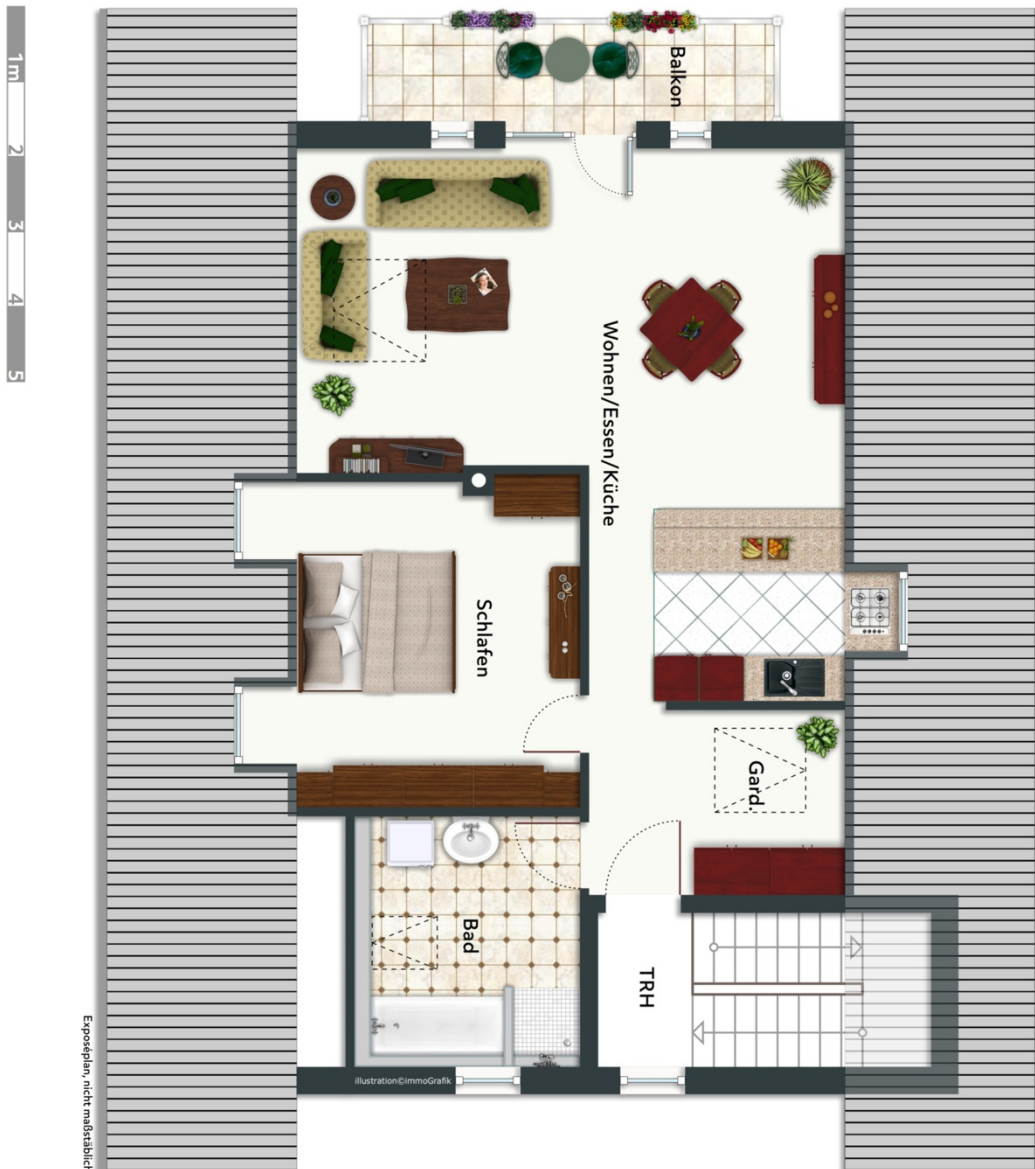 1m 2 3 4 5
Balkon
Wohnen/Essen/Küche
Schlafen
Gard.
Bad
TRH
illustration©immoGrafik
Exposéplan, nicht maßstäblich